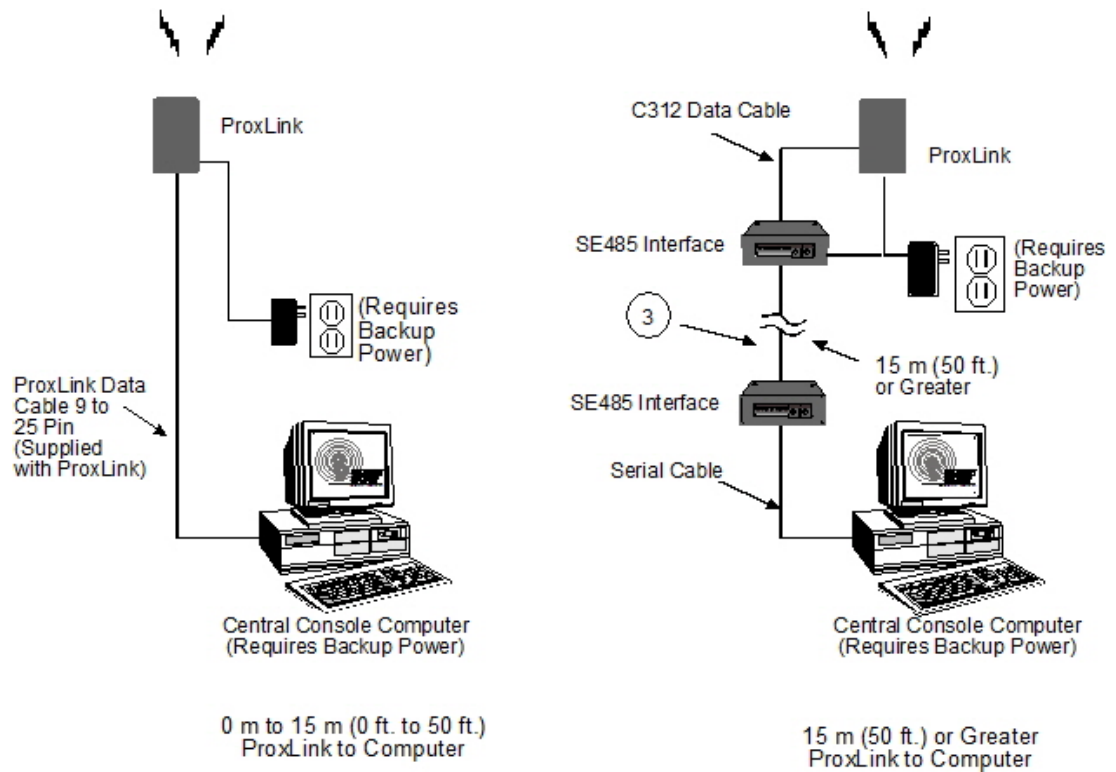 ProxLink
(Requires
Backup
Power)
ProxLink Data
Cable 9 to
25 Pin
(Supplied
with ProxLink)
Central Console Computer
(Requires Backup Power)
0 m to 15 m (0 ft. to 50 ft.)
ProxLink to Computer
C312 Data Cable
ProxLink
SE485 Interface
(Requires
Backup
Power)
3
15 m (50 ft.)
or Greater
SE485 Interface
Serial Cable
Central Console Computer
(Requires Backup Power)
15 m (50 ft.) or Greater
ProxLink to Computer